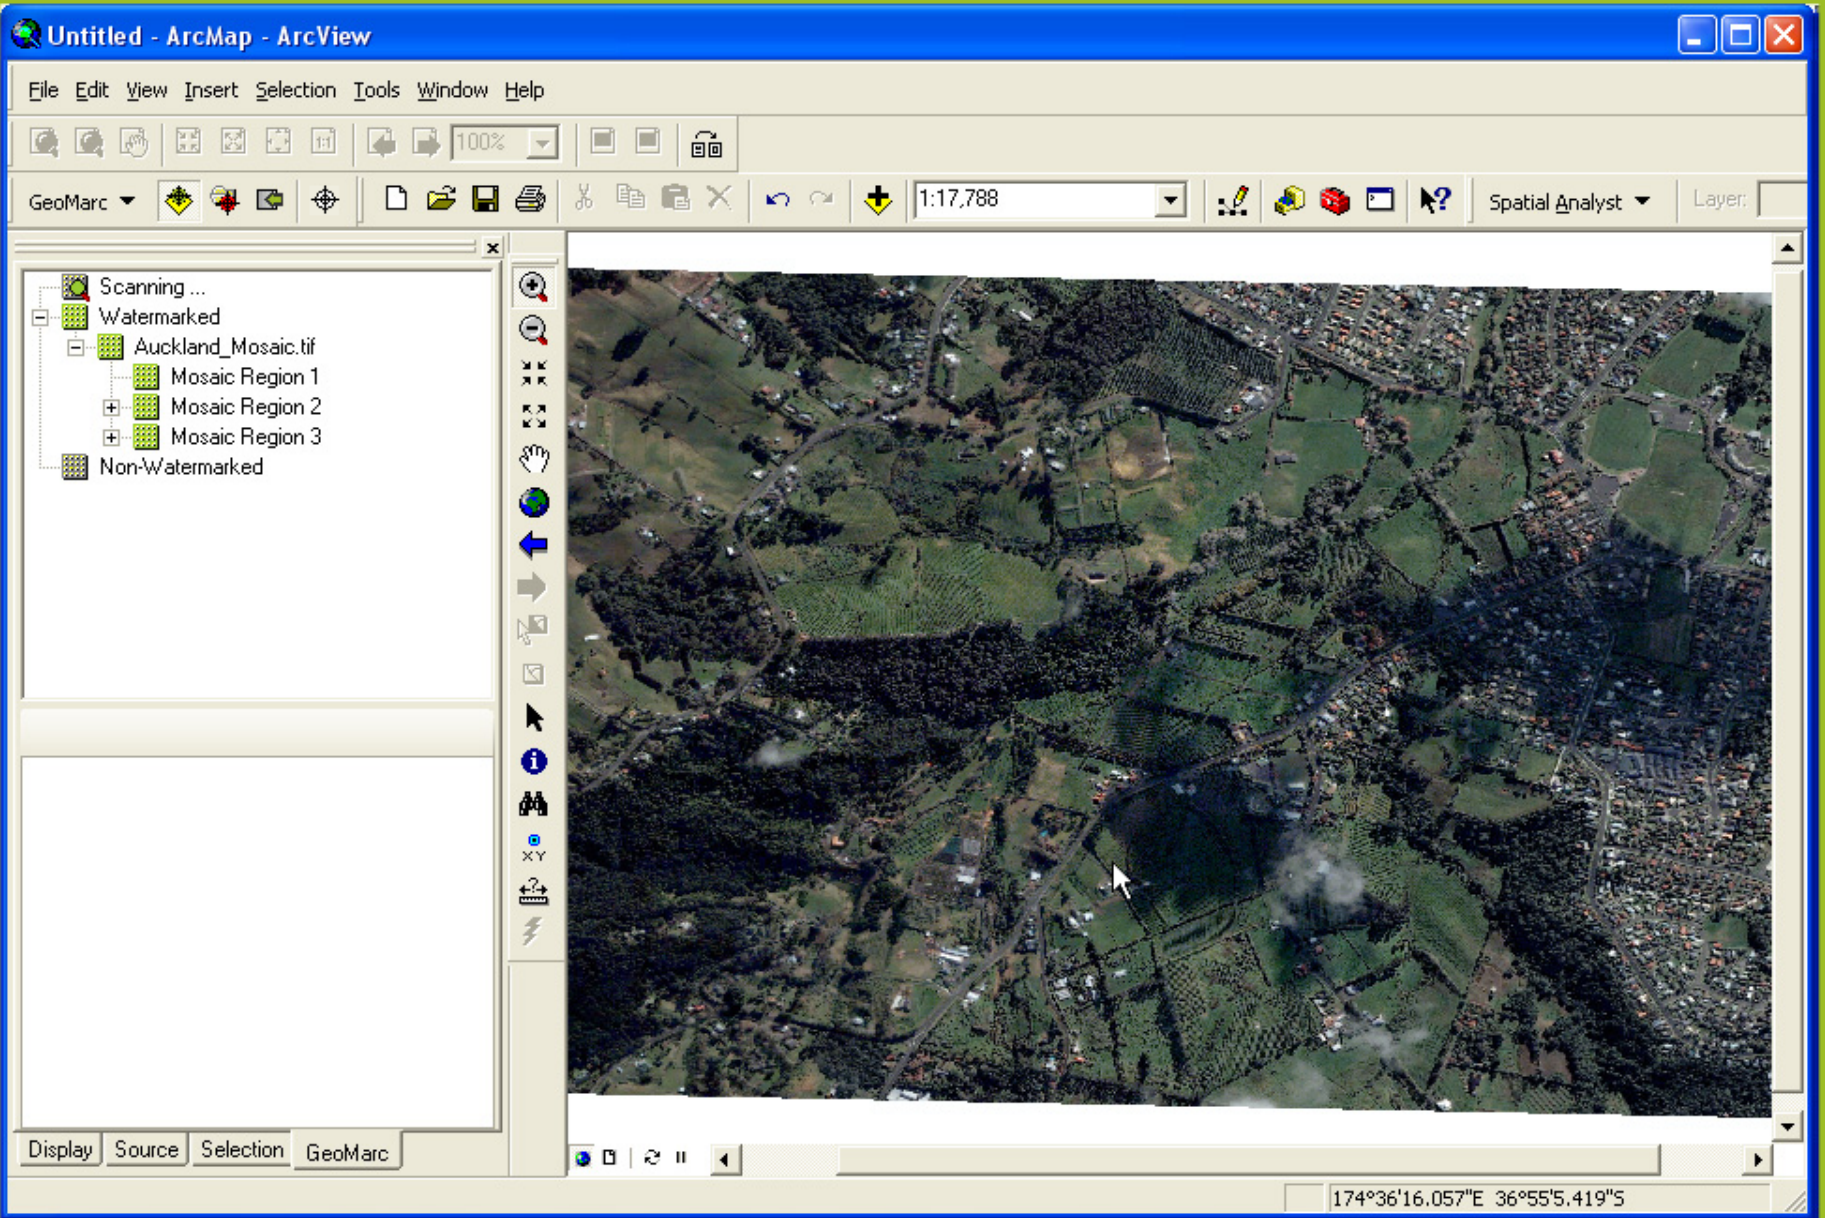 Untitled - ArcMap - ArcView
File Edit View Insert Selection Tools Window Help
1:1 100%
GeoMarc 1:17,788 Spatial Analyst Layer:
Scanning ...
Watermarked
Auckland_Mosaic.tif
Mosaic Region 1
Mosaic Region 2
Mosaic Region 3
Non-Watermarked
XY
Display Source Selection GeoMarc
174°36'16.057"E 36°55'5.419"S